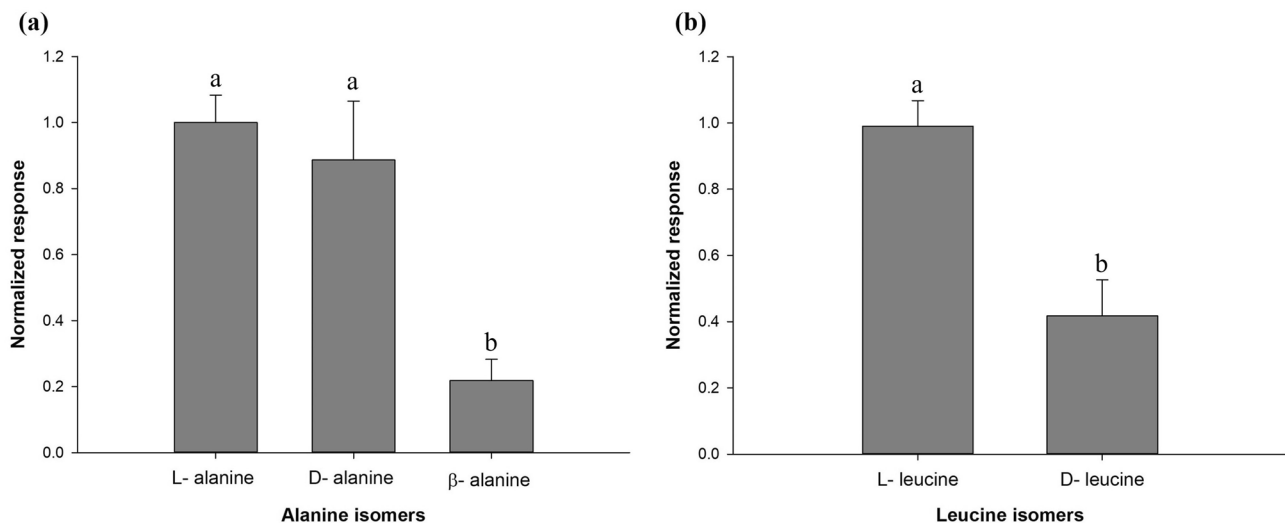 (a)
1.2
1.0
0.8
0.6
0.4
0.2
0.0
Normalized response
a
a
b
L- alanine
D- alanine
β- alanine
Alanine isomers
(b)
1.2
1.0
0.8
0.6
0.4
0.2
0.0
Normalized response
a
b
L- leucine
D- leucine
Leucine isomers